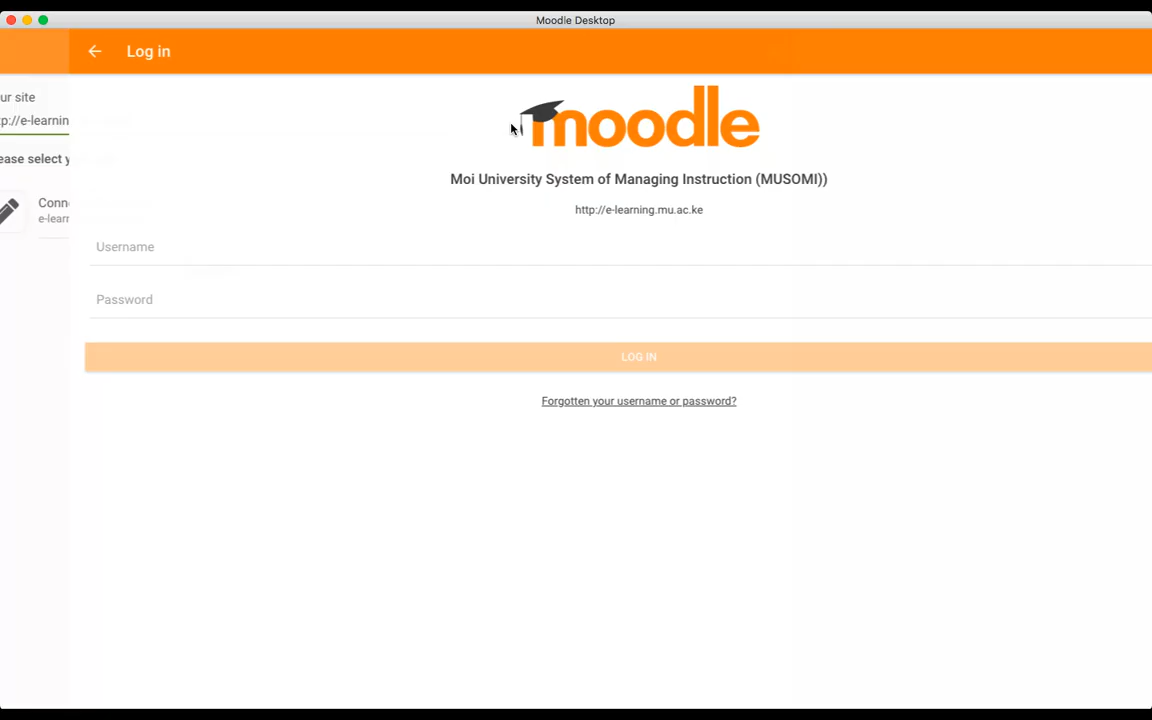 Moodle Desktop
Log in
ur site
p://e-learnin
ease select y
Conn
e-learn
moodle
Moi University System of Managing Instruction (MUSOMI))
http://e-learning.mu.ac.ke
Username
Password
LOG IN
Forgotten your username or password?